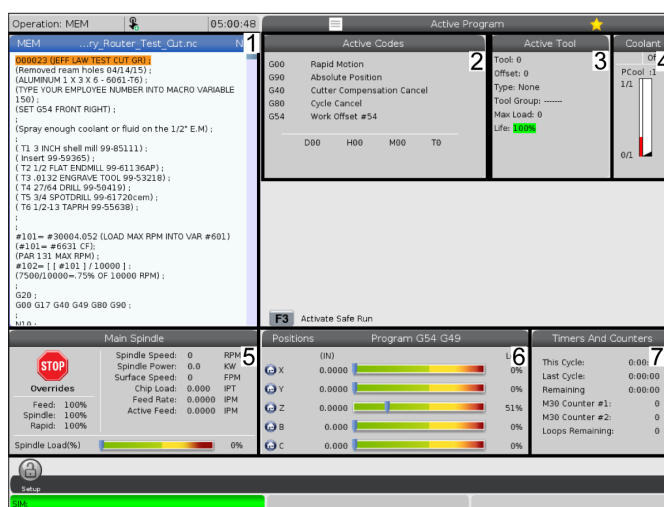 Operation: MEM
05:00:48
Active Program
MEM ...ry_Router_Test_Cut.nc N
1
O00023 (JEFF LAW TEST CUT GR) ;
(Removed ream holes 04/14/15) ;
(ALUMINUM 1 X 3 X 6 - 6061-T6) ;
(TYPE YOUR EMPLOYEE NUMBER INTO MACRO VARIABLE
150) ;
(SET G54 FRONT RIGHT) ;
;
(Spray enough coolant or fluid on the 1/2" E.M) ;
;
( T1 3 INCH shell mill 99-85111) ;
( Insert 99-59365) ;
( T2 1/2 FLAT ENDMILL 99-61136AP) ;
( T3 .0132 ENGRAVE TOOL 99-53218) ;
( T4 27/64 DRILL 99-50419) ;
( T5 3/4 SPOTDRILL 99-61720cem) ;
( T6 1/2-13 TAPRH 99-55638) ;
;
;
#101= #30004.052 (LOAD MAX RPM INTO VAR #601)
(#101= #6631 CF);
(PAR 131 MAX RPM) ;
#102= [ [ #101 ] / 10000 ] ;
(7500/10000=.75% OF 10000 RPM) ;
;
G20 ;
G00 G17 G40 G49 G80 G90 ;
;
N10 ;
Active Codes
2
G00 Rapid Motion
G90 Absolute Position
G40 Cutter Compensation Cancel
G80 Cycle Cancel
G54 Work Offset #54
D00 H00 M00 T0
F3 Activate Safe Run
Active Tool
3
Tool: 0
Offset: 0
Type: None
Tool Group: -------
Max Load: 0
Life: 100%
Coolant
4
PCool :1
1/1
0/1
Main Spindle
5
STOP
Overrides
Feed: 100%
Spindle: 100%
Rapid: 100%
Spindle Speed: 0 RPM
Spindle Power: 0.0 KW
Surface Speed: 0 FPM
Chip Load: 0.000 IPT
Feed Rate: 0.0000 IPM
Active Feed: 0.0000 IPM
Spindle Load(%) 0%
Positions Program G54 G49
6
(IN)
X 0.0000 0%
Y 0.0000 0%
Z 0.0000 51%
B 0.000 0%
C 0.000 0%
Timers And Counters
7
This Cycle: 0:00:
Last Cycle: 0:00:00
Remaining 0:00:00
M30 Counter #1: 0
M30 Counter #2: 0
Loops Remaining: 0
Setup
SIM: